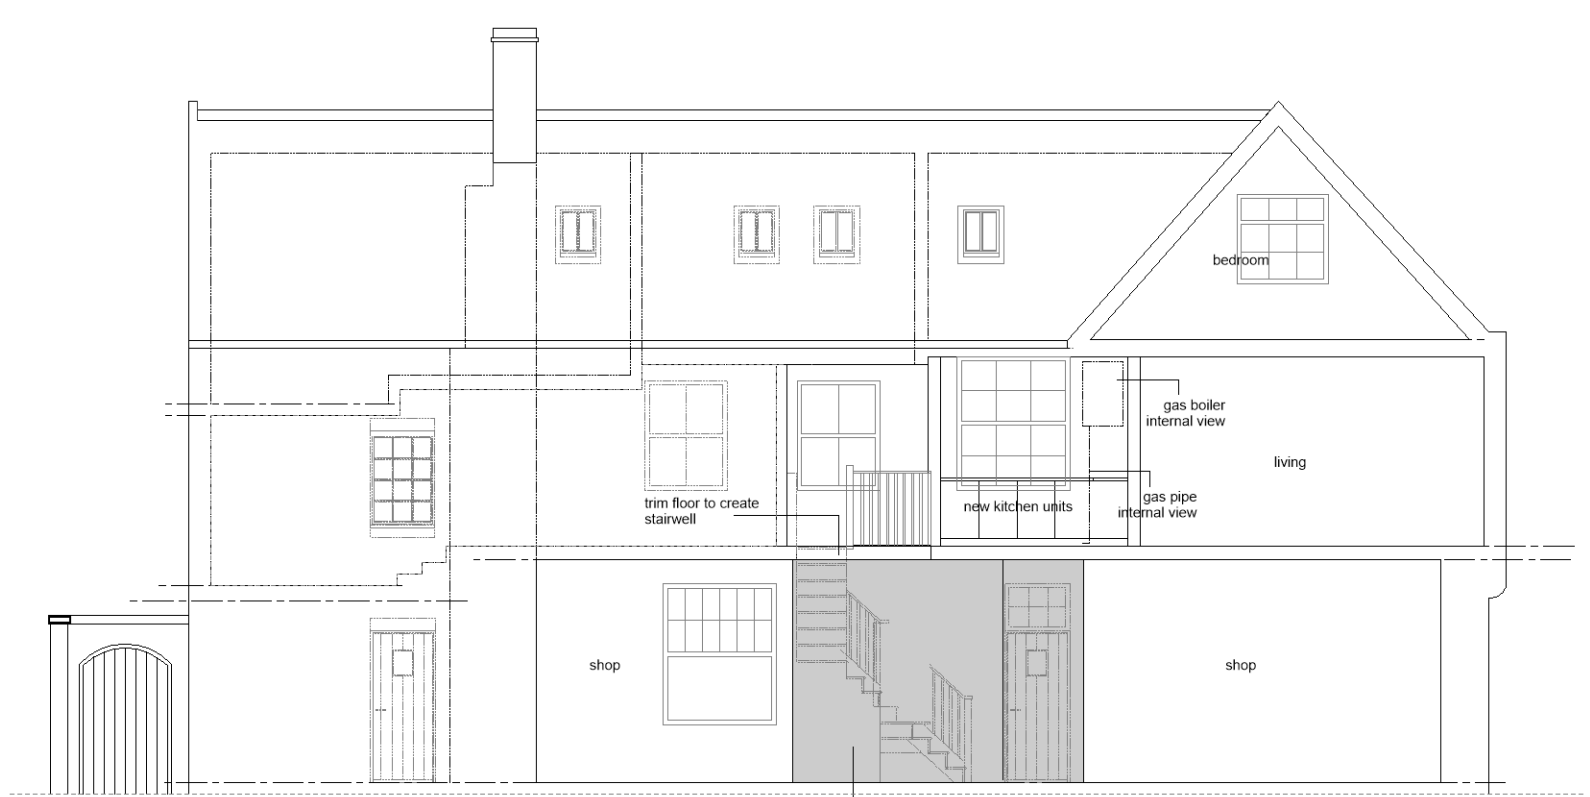 bedroom
gas boiler
internal view
living
trim floor to create
stairwell
new kitchen units
gas pipe
internal view
shop
shop